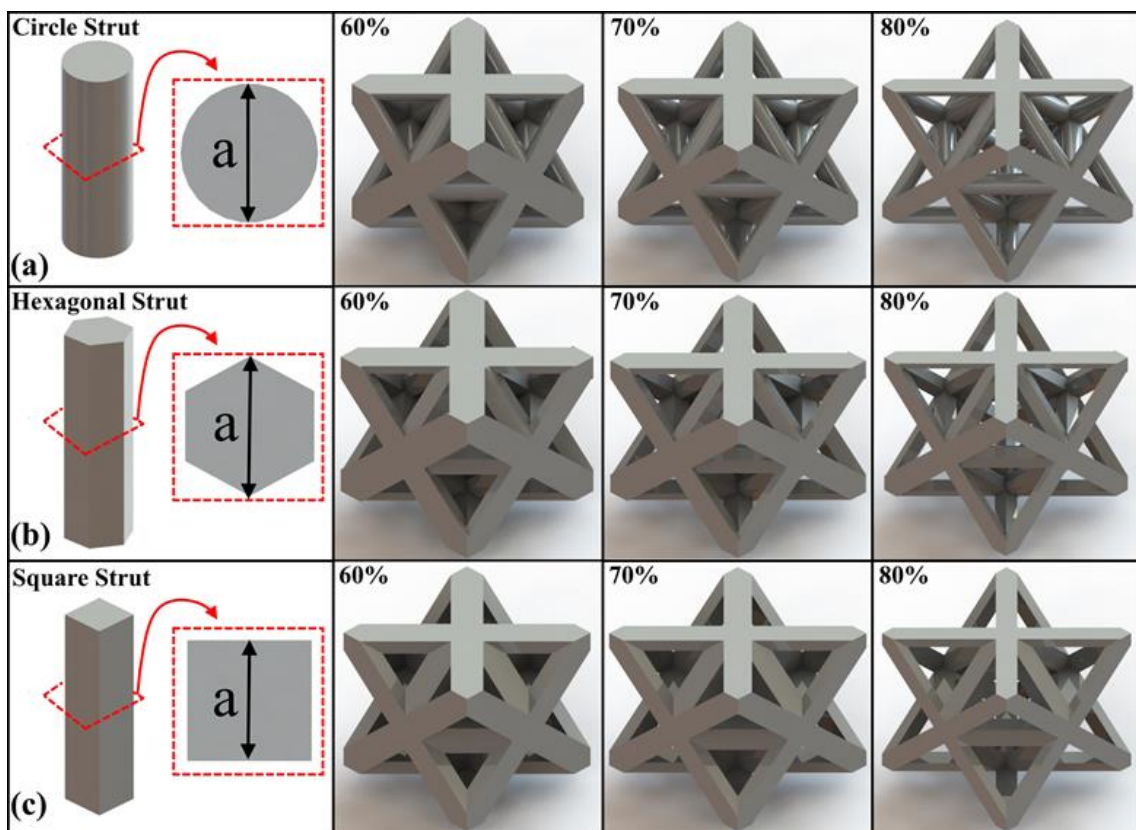 Circle Strut
60%
70%
80%
a
(a)
Hexagonal Strut
60%
70%
80%
a
(b)
Square Strut
60%
70%
80%
a
(c)